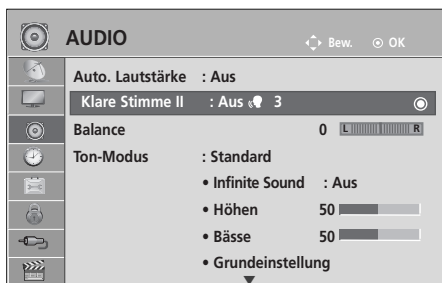 AUDIO Bew. OK
Auto. Lautstärke : Aus
Klare Stimme II : Aus 3
Balance 0 L R
Ton-Modus : Standard
• Infinite Sound : Aus
• Höhen 50
• Bässe 50
• Grundeinstellung